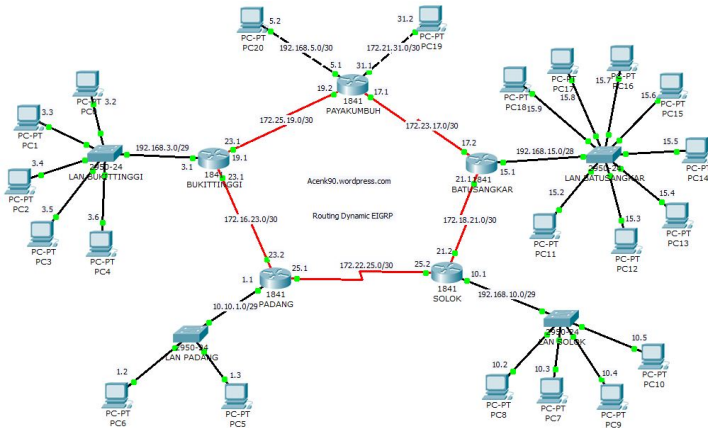 5.2
PC-PT
PC20
192.168.5.0/30
5.1
31.2
PC-PT
PC19
172.21.31.0/30
31.1
19.2
17.1
1841
PAYAKUMBUH
172.25.19.0/30
172.23.17.0/30
PC-PT
3.2
3.3
PC-PT
PC1
3.4
PC-PT
PC2
3.5
PC-PT
PC3
3.6
PC-PT
PC4
2950-24
LAN BUKITTINGGI
192.168.3.0/29
3.1
23.1
19.1
23.1
BUKITTINGGI
172.16.23.0/30
Acenk90.wordpress.com
Routing Dynamic EIGRP
17.2
21.1
1841
BATUSANGKAR
15.1
192.168.15.0/28
172.18.21.0/30
LAN BATUSANGKAR
PC-PT
PC18
15.9
PC-PT
PC17
15.8
PC-PT
PC16
15.7
PC-PT
PC15
15.6
15.5
PC-PT
PC14
15.4
PC-PT
PC13
15.3
PC-PT
PC12
15.2
PC-PT
PC11
23.2
25.1
1.1
1841
PADANG
172.22.25.0/30
21.2
25.2
10.1
1841
SOLOK
192.168.10.0/29
LAN SOLOK
10.10.1.0/29
2950-24
LAN PADANG
1.2
PC-PT
PC6
1.3
PC-PT
PC5
10.2
PC-PT
PC8
10.3
PC-PT
PC7
10.4
PC-PT
PC9
10.5
PC-PT
PC10